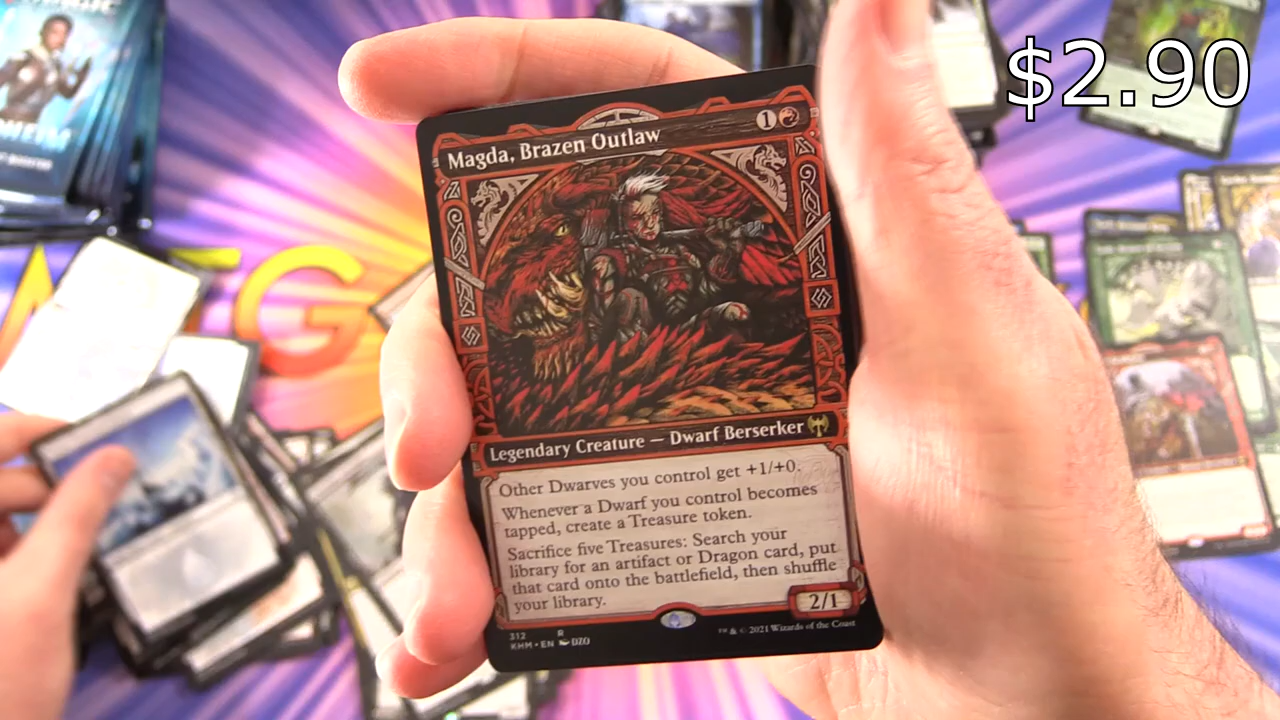 $2.90
Magda, Brazen Outlaw
1
Legendary Creature — Dwarf Berserker
Other Dwarves you control get +1/+0.
Whenever a Dwarf you control becomes
tapped, create a Treasure token.
Sacrifice five Treasures: Search your
library for an artifact or Dragon card, put
that card onto the battlefield, then shuffle
your library.
2/1
312 R
KHM • EN DZO
™ & © 2021 Wizards of the Coast